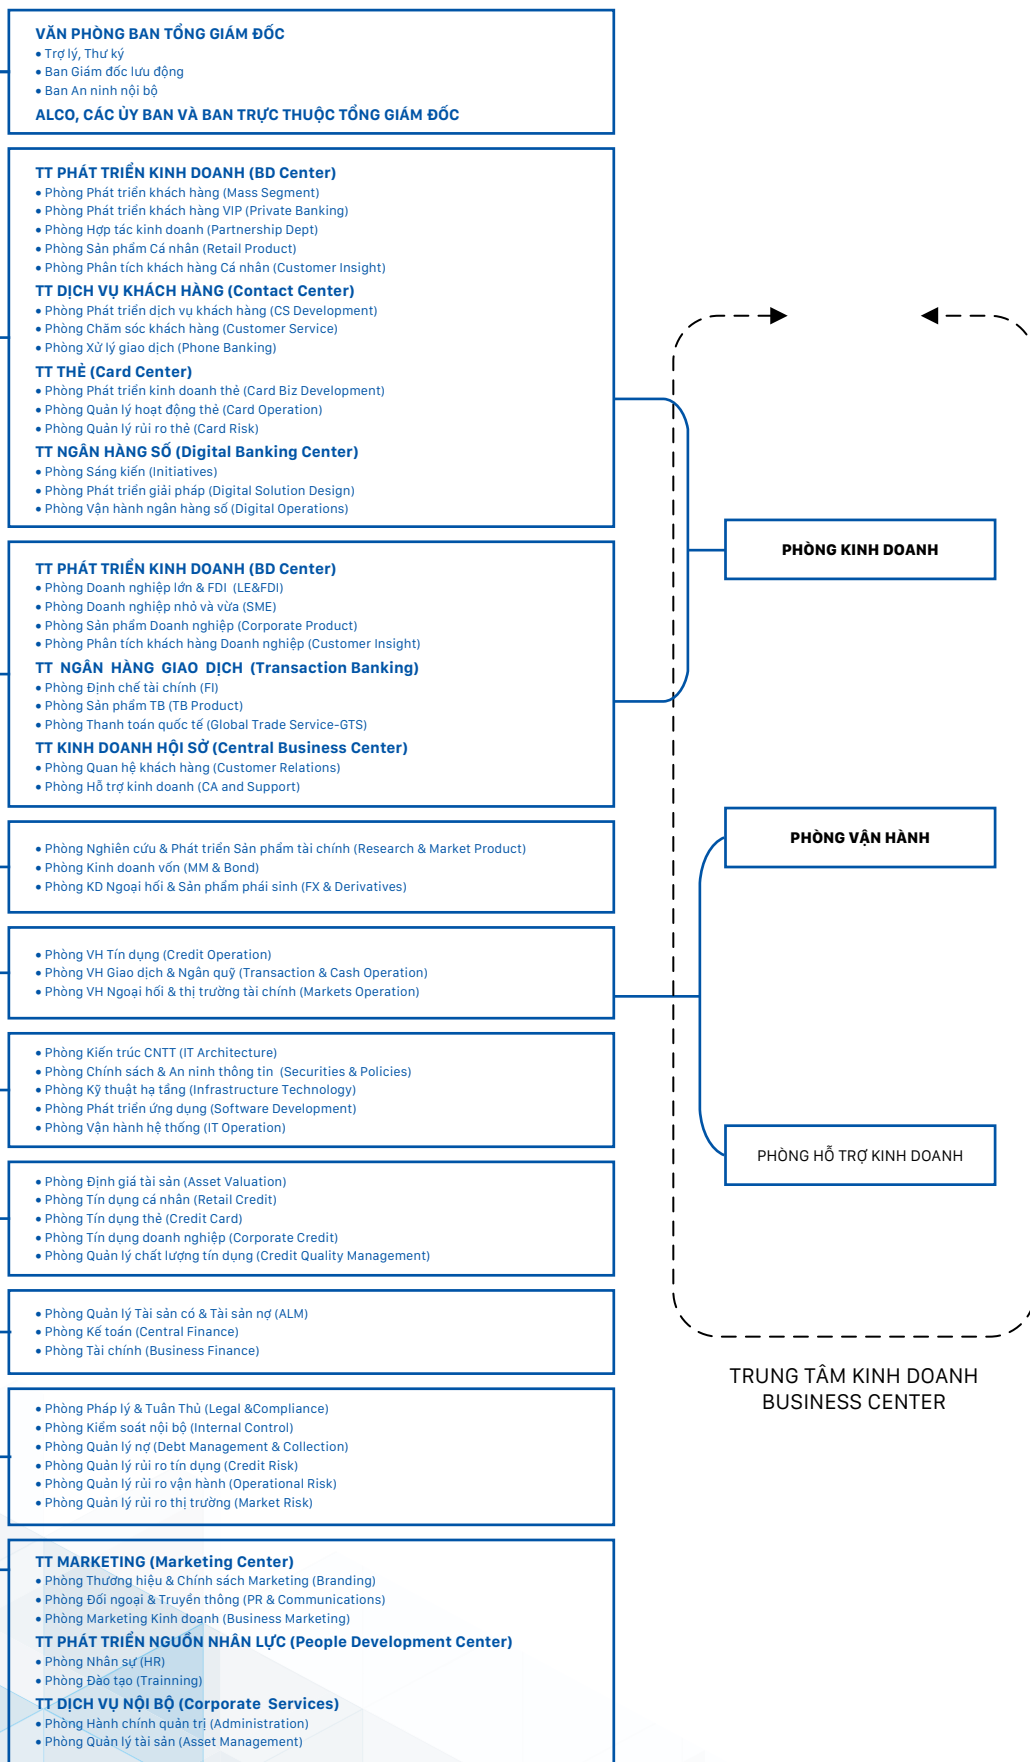 VĂN PHÒNG BAN TỔNG GIÁM ĐỐC
• Trợ lý, Thư ký
• Ban Giám đốc lưu động
• Ban An ninh nội bộ
ALCO, CÁC ỦY BAN VÀ BAN TRỰC THUỘC TỔNG GIÁM ĐỐC
TT PHÁT TRIỂN KINH DOANH (BD Center)
• Phòng Phát triển khách hàng (Mass Segment)
• Phòng Phát triển khách hàng VIP (Private Banking)
• Phòng Hợp tác kinh doanh (Partnership Dept)
• Phòng Sản phẩm Cá nhân (Retail Product)
• Phòng Phân tích khách hàng Cá nhân (Customer Insight)
TT DỊCH VỤ KHÁCH HÀNG (Contact Center)
• Phòng Phát triển dịch vụ khách hàng (CS Development)
• Phòng Chăm sóc khách hàng (Customer Service)
• Phòng Xử lý giao dịch (Phone Banking)
TT THẺ (Card Center)
• Phòng Phát triển kinh doanh thẻ (Card Biz Development)
• Phòng Quản lý hoạt động thẻ (Card Operation)
• Phòng Quản lý rủi ro thẻ (Card Risk)
TT NGÂN HÀNG SỐ (Digital Banking Center)
• Phòng Sáng kiến (Initiatives)
• Phòng Phát triển giải pháp (Digital Solution Design)
• Phòng Vận hành ngân hàng số (Digital Operations)
TT PHÁT TRIỂN KINH DOANH (BD Center)
• Phòng Doanh nghiệp lớn & FDI (LE&FDI)
• Phòng Doanh nghiệp nhỏ và vừa (SME)
• Phòng Sản phẩm Doanh nghiệp (Corporate Product)
• Phòng Phân tích khách hàng Doanh nghiệp (Customer Insight)
TT NGÂN HÀNG GIAO DỊCH (Transaction Banking)
• Phòng Định chế tài chính (FI)
• Phòng Sản phẩm TB (TB Product)
• Phòng Thanh toán quốc tế (Global Trade Service-GTS)
TT KINH DOANH HỘI SỞ (Central Business Center)
• Phòng Quan hệ khách hàng (Customer Relations)
• Phòng Hỗ trợ kinh doanh (CA and Support)
• Phòng Nghiên cứu & Phát triển Sản phẩm tài chính (Research & Market Product)
• Phòng Kinh doanh vốn (MM & Bond)
• Phòng KD Ngoại hối & Sản phẩm phái sinh (FX & Derivatives)
• Phòng VH Tín dụng (Credit Operation)
• Phòng VH Giao dịch & Ngân quỹ (Transaction & Cash Operation)
• Phòng VH Ngoại hối & thị trường tài chính (Markets Operation)
• Phòng Kiến trúc CNTT (IT Architecture)
• Phòng Chính sách & An ninh thông tin (Securities & Policies)
• Phòng Kỹ thuật hạ tầng (Infrastructure Technology)
• Phòng Phát triển ứng dụng (Software Development)
• Phòng Vận hành hệ thống (IT Operation)
• Phòng Định giá tài sản (Asset Valuation)
• Phòng Tín dụng cá nhân (Retail Credit)
• Phòng Tín dụng thẻ (Credit Card)
• Phòng Tín dụng doanh nghiệp (Corporate Credit)
• Phòng Quản lý chất lượng tín dụng (Credit Quality Management)
• Phòng Quản lý Tài sản có & Tài sản nợ (ALM)
• Phòng Kế toán (Central Finance)
• Phòng Tài chính (Business Finance)
• Phòng Pháp lý & Tuân Thủ (Legal &Compliance)
• Phòng Kiểm soát nội bộ (Internal Control)
• Phòng Quản lý nợ (Debt Management & Collection)
• Phòng Quản lý rủi ro tín dụng (Credit Risk)
• Phòng Quản lý rủi ro vận hành (Operational Risk)
• Phòng Quản lý rủi ro thị trường (Market Risk)
TT MARKETING (Marketing Center)
• Phòng Thương hiệu & Chính sách Marketing (Branding)
• Phòng Đối ngoại & Truyền thông (PR & Communications)
• Phòng Marketing Kinh doanh (Business Marketing)
TT PHÁT TRIỂN NGUỒN NHÂN LỰC (People Development Center)
• Phòng Nhân sự (HR)
• Phòng Đào tạo (Trainning)
TT DỊCH VỤ NỘI BỘ (Corporate Services)
• Phòng Hành chính quản trị (Administration)
• Phòng Quản lý tài sản (Asset Management)
PHÒNG KINH DOANH
PHÒNG VẬN HÀNH
PHÒNG HỖ TRỢ KINH DOANH
TRUNG TÂM KINH DOANH
BUSINESS CENTER